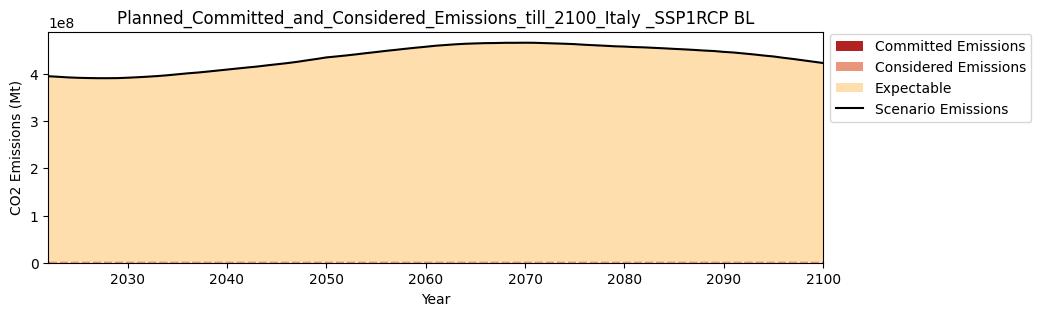 Planned_Committed_and_Considered_Emissions_till_2100_Italy _SSP1RCP BL
1e8
CO2 Emissions (Mt)
4
3
2
1
0
2030 2040 2050 2060 2070 2080 2090 2100
Year
Committed Emissions
Considered Emissions
Expectable
Scenario Emissions